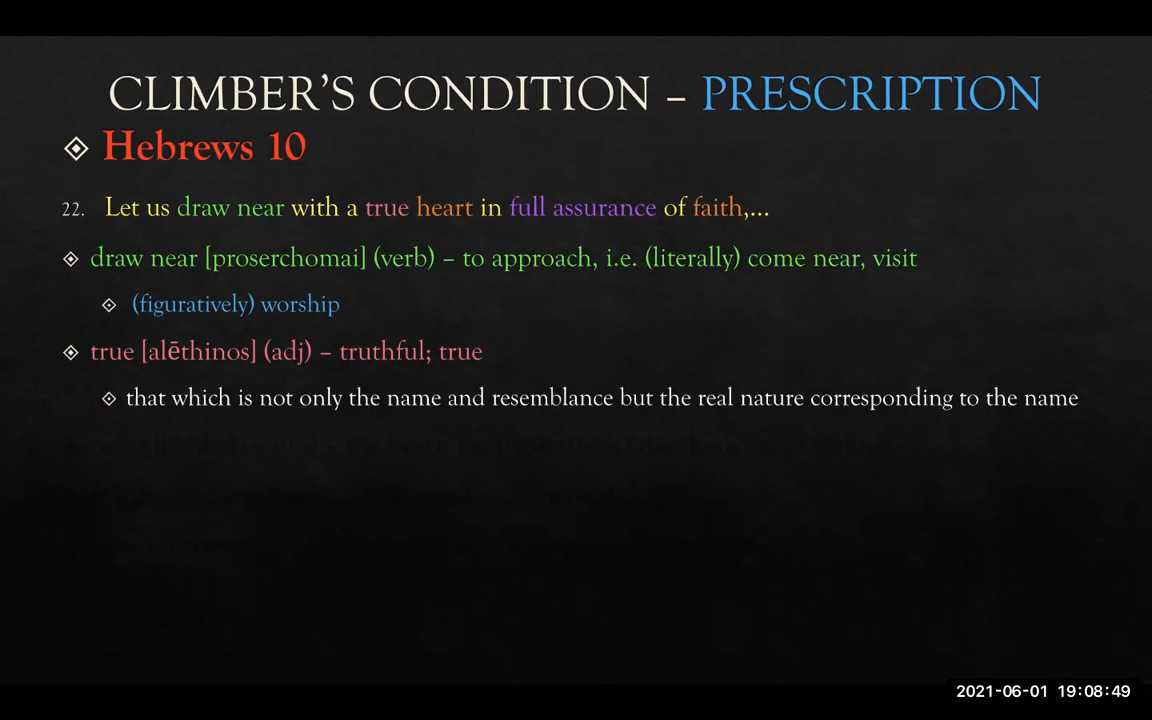 CLIMBER’S CONDITION – PRESCRIPTION
Hebrews 10
22. Let us draw near with a true heart in full assurance of faith,...
draw near [proserchomai] (verb) – to approach, i.e. (literally) come near, visit
(figuratively) worship
true [alēthinos] (adj) – truthful; true
that which is not only the name and resemblance but the real nature corresponding to the name
2021-06-01 19:08:49